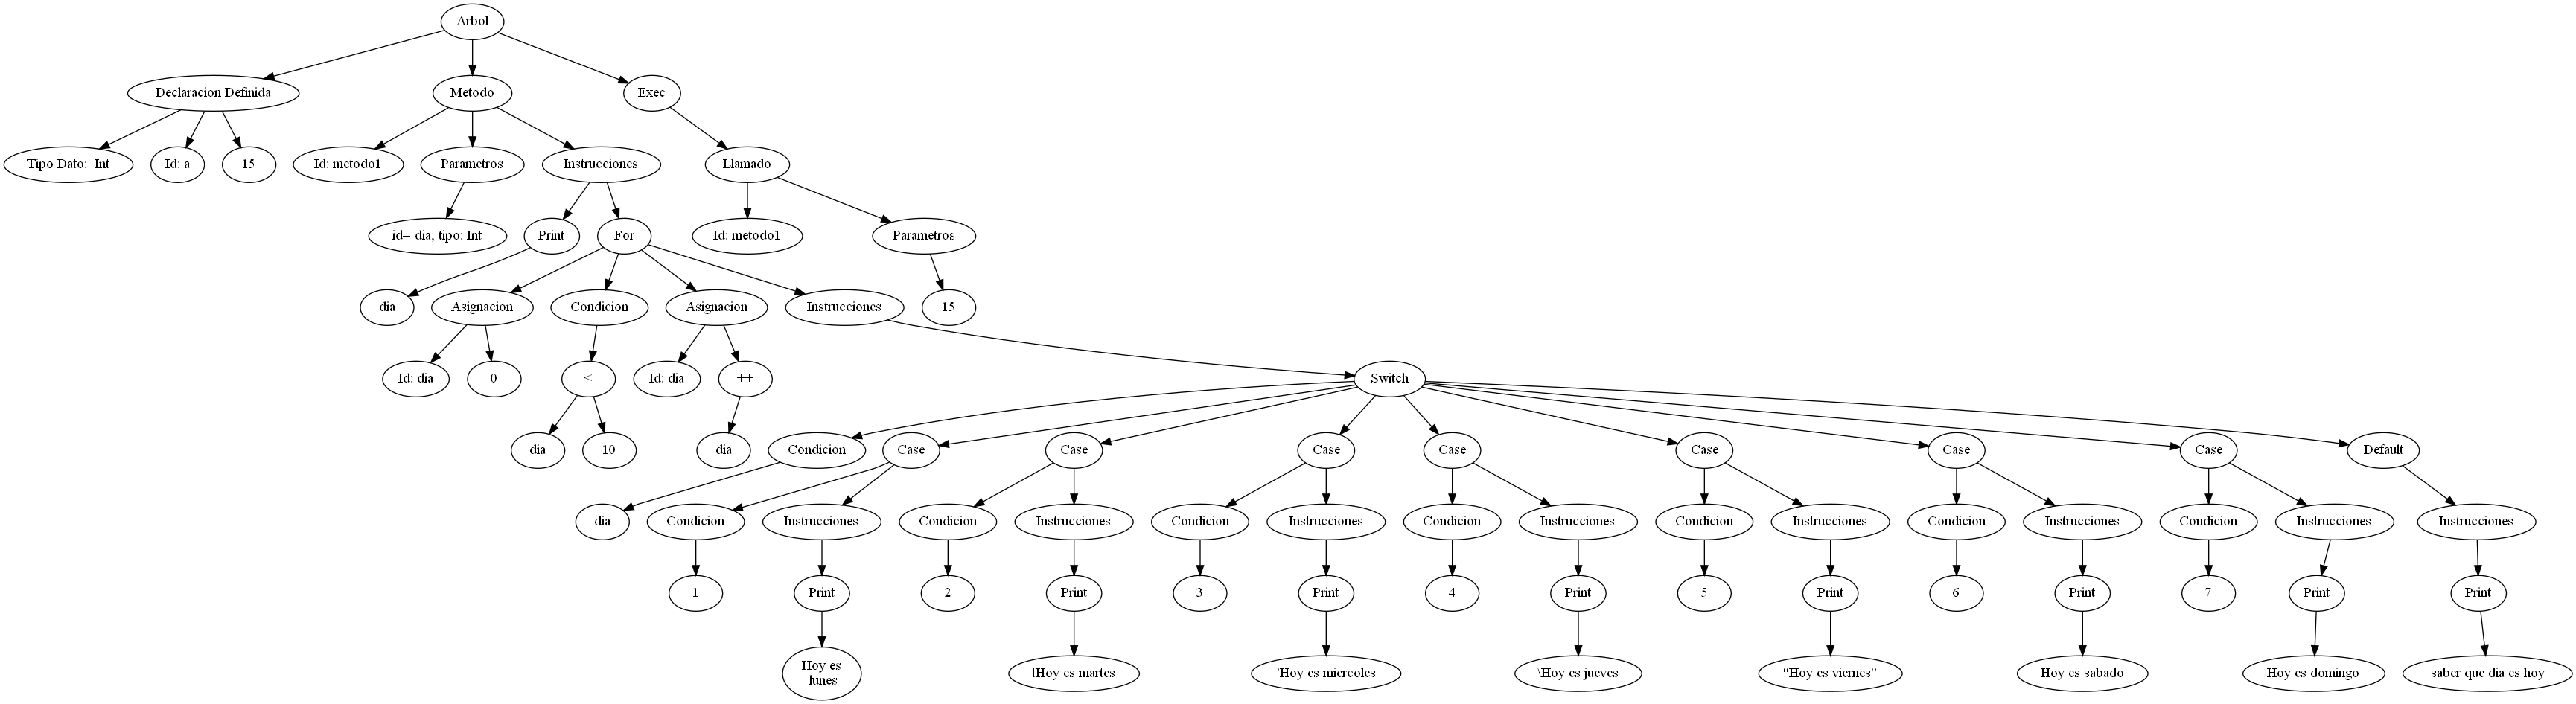 Arbol
Declaracion Definida
Metodo
Exec
Tipo Dato: Int
Id: a
15
Id: metodo1
Parametros
Instrucciones
Llamado
id= dia, tipo: Int
Print
For
Id: metodo1
Parametros
dia
Asignacion
Condicion
Asignacion
Instrucciones
15
Id: dia
0
<
Id: dia
++
Switch
dia
10
dia
Condicion
Case
Case
Case
Case
Case
Case
Case
Default
dia
Condicion
Instrucciones
Condicion
Instrucciones
Condicion
Instrucciones
Condicion
Instrucciones
Condicion
Instrucciones
Condicion
Instrucciones
Condicion
Instrucciones
Instrucciones
1
Print
2
Print
3
Print
4
Print
5
Print
6
Print
7
Print
Print
Hoy es
lunes
tHoy es martes
'Hoy es miercoles
\Hoy es jueves
"Hoy es viernes"
Hoy es sabado
Hoy es domingo
saber que dia es hoy